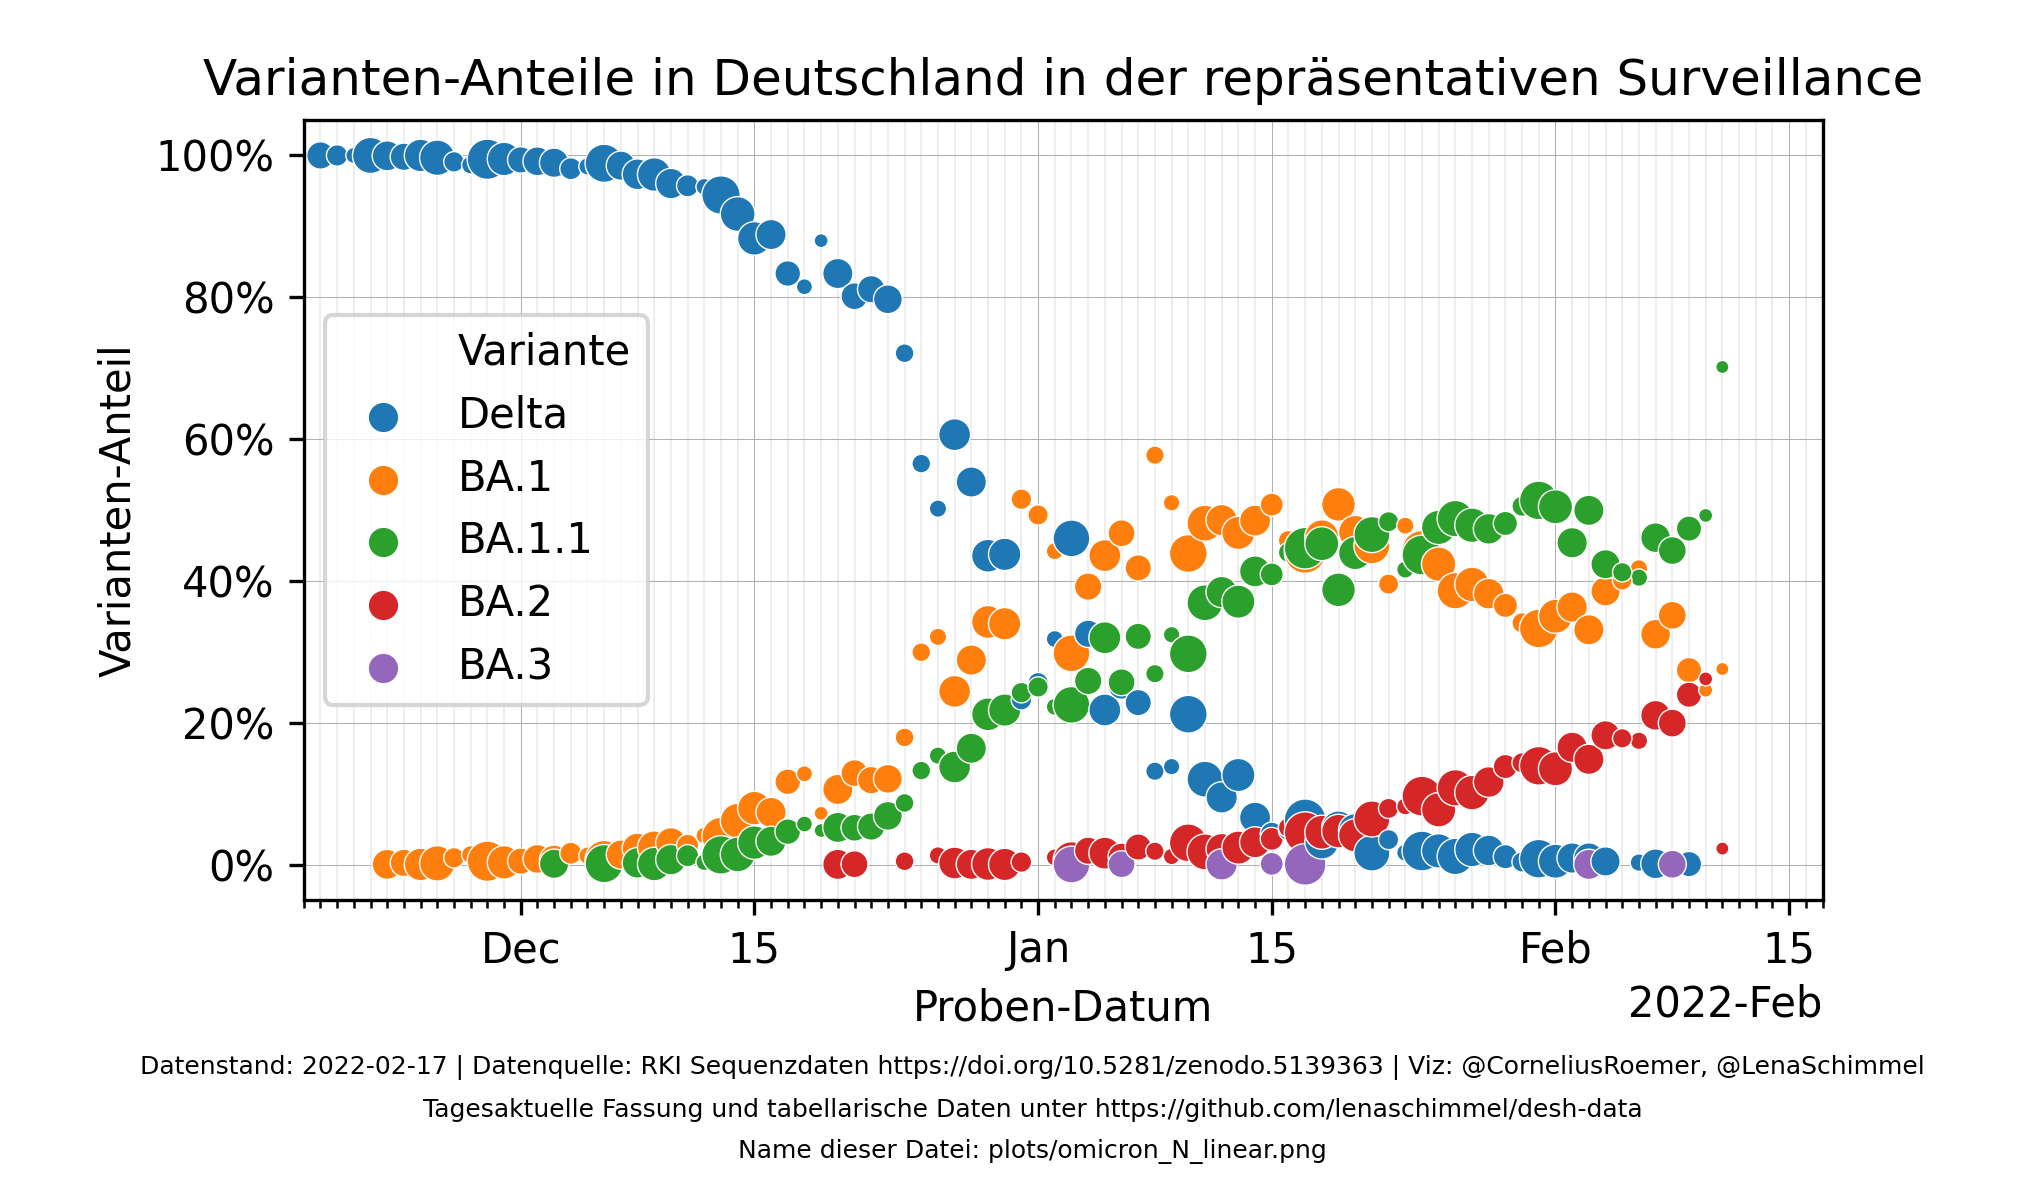 Varianten-Anteile in Deutschland in der repräsentativen Surveillance
100%
80%
60%
40%
20%
0%
Varianten-Anteil
Variante
Delta
BA.1
BA.1.1
BA.2
BA.3
Dec
15
Jan
15
Feb
15
Proben-Datum
2022-Feb
Datenstand: 2022-02-17 | Datenquelle: RKI Sequenzdaten https://doi.org/10.5281/zenodo.5139363 | Viz: @CorneliusRoemer, @LenaSchimmel
Tagesaktuelle Fassung und tabellarische Daten unter https://github.com/lenaschimmel/desh-data
Name dieser Datei: plots/omicron_N_linear.png